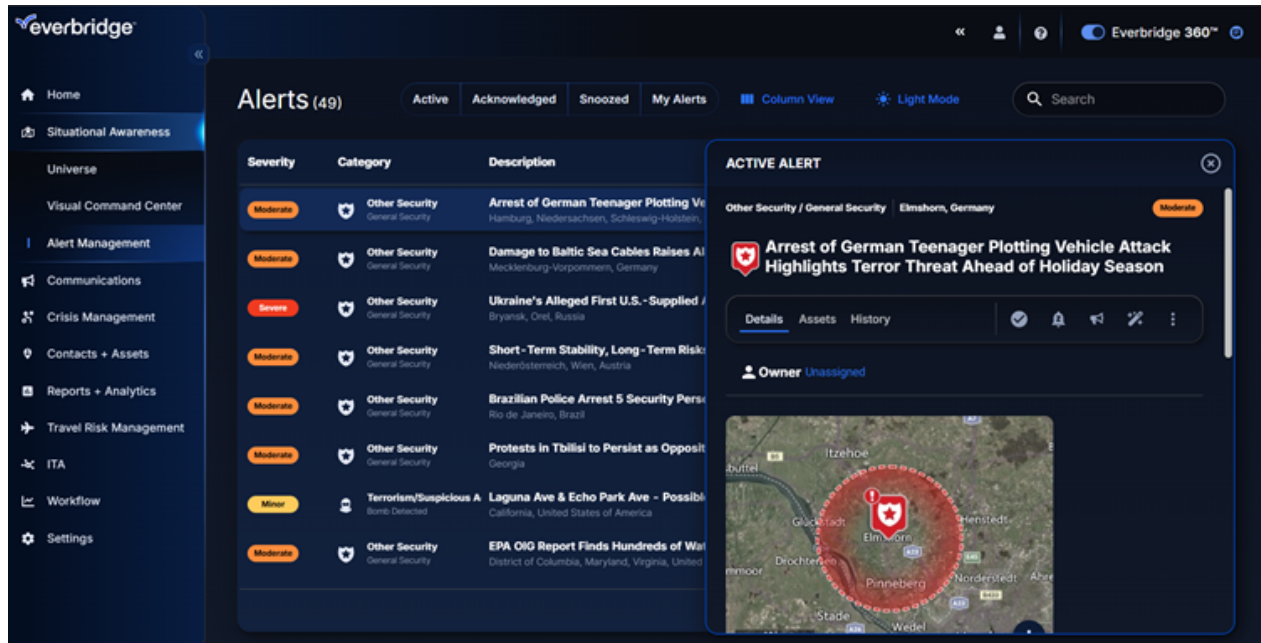 everbridge
Everbridge 360™
Home
Situational Awareness
Universe
Visual Command Center
Alert Management
Communications
Crisis Management
Contacts + Assets
Reports + Analytics
Travel Risk Management
ITA
Workflow
Settings
Alerts (49)
Active Acknowledged Snoozed My Alerts
Column View
Light Mode
Search
Severity Category Description
Moderate Other Security Arrest of German Teenager Plotting Ve
General Security Hamburg, Niedersachsen, Schleswig-Holstein,
Moderate Other Security Damage to Baltic Sea Cables Raises Al
General Security Mecklenburg-Vorpommern, Germany
Severe Other Security Ukraine's Alleged First U.S.-Supplied
General Security Bryansk, Orel, Russia
Moderate Other Security Short-Term Stability, Long-Term Risks
General Security Niederösterreich, Wien, Austria
Moderate Other Security Brazilian Police Arrest 5 Security Perso
General Security Rio de Janeiro, Brazil
Moderate Other Security Protests in Tbilisi to Persist as Opposit
General Security Georgia
Minor Terrorism/Suspicious A Laguna Ave & Echo Park Ave - Possibl
Bomb Detected California, United States of America
Moderate Other Security EPA OIG Report Finds Hundreds of Wat
General Security District of Columbia, Maryland, Virginia, United
ACTIVE ALERT
Other Security / General Security Elmshorn, Germany Moderate
Arrest of German Teenager Plotting Vehicle Attack
Highlights Terror Threat Ahead of Holiday Season
Details Assets History
Owner Unassigned
Itzehoe
Glückstadt
Henstedt
Elmshorn
Drochtersen
Pinneberg
Norderstedt
Stade
Wedel